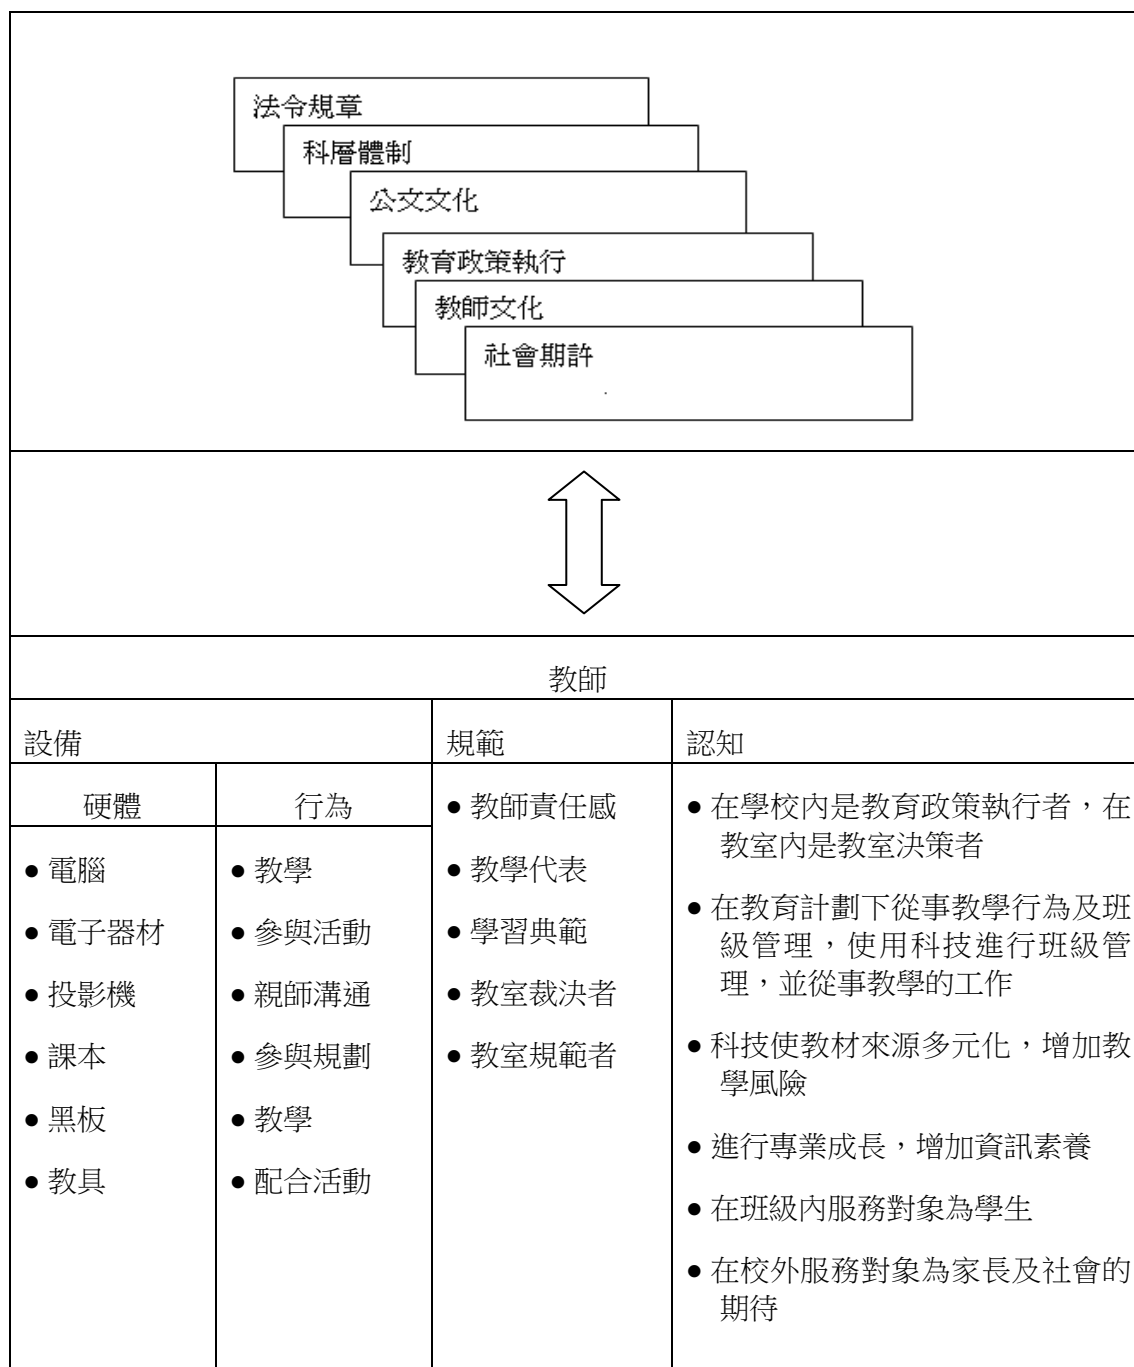 法令規章
科層體制
公文文化
教育政策執行
教師文化
社會期許
教師
設備
規範
認知
硬體
行為
● 電腦
● 電子器材
● 投影機
● 課本
● 黑板
● 教具
● 教學
● 參與活動
● 親師溝通
● 參與規劃
● 教學
● 配合活動
● 教師責任感
● 教學代表
● 學習典範
● 教室裁決者
● 教室規範者
● 在學校內是教育政策執行者，在
教室內是教室決策者
● 在教育計劃下從事教學行為及班
級管理，使用科技進行班級管
理，並從事教學的工作
● 科技使教材來源多元化，增加教
學風險
● 進行專業成長，增加資訊素養
● 在班級內服務對象為學生
● 在校外服務對象為家長及社會的
期待